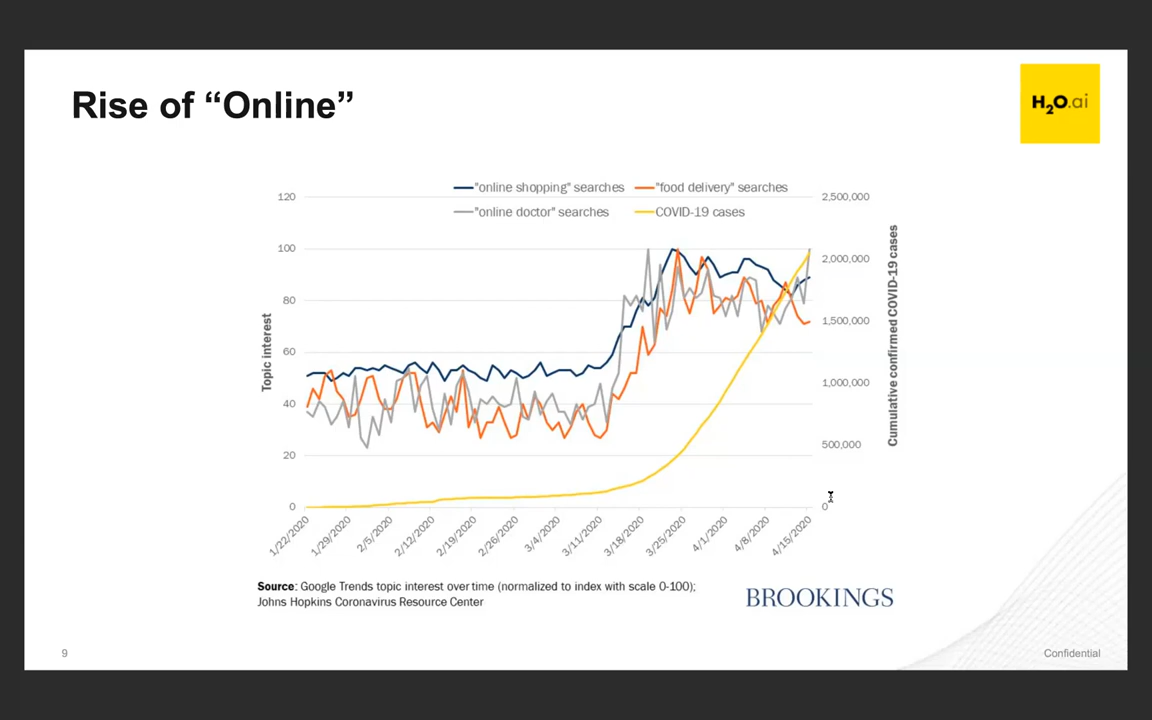 Rise of “Online”
H2O.ai
"online shopping" searches
"food delivery" searches
"online doctor" searches
COVID-19 cases
120
100
80
60
40
20
0
Topic interest
2,500,000
2,000,000
1,500,000
1,000,000
500,000
0
Cumulative confirmed COVID-19 cases
1/22/2020
1/29/2020
2/5/2020
2/12/2020
2/19/2020
2/26/2020
3/4/2020
3/11/2020
3/18/2020
3/25/2020
4/1/2020
4/8/2020
4/15/2020
Source: Google Trends topic interest over time (normalized to index with scale 0-100);
Johns Hopkins Coronavirus Resource Center
BROOKINGS
9
Confidential